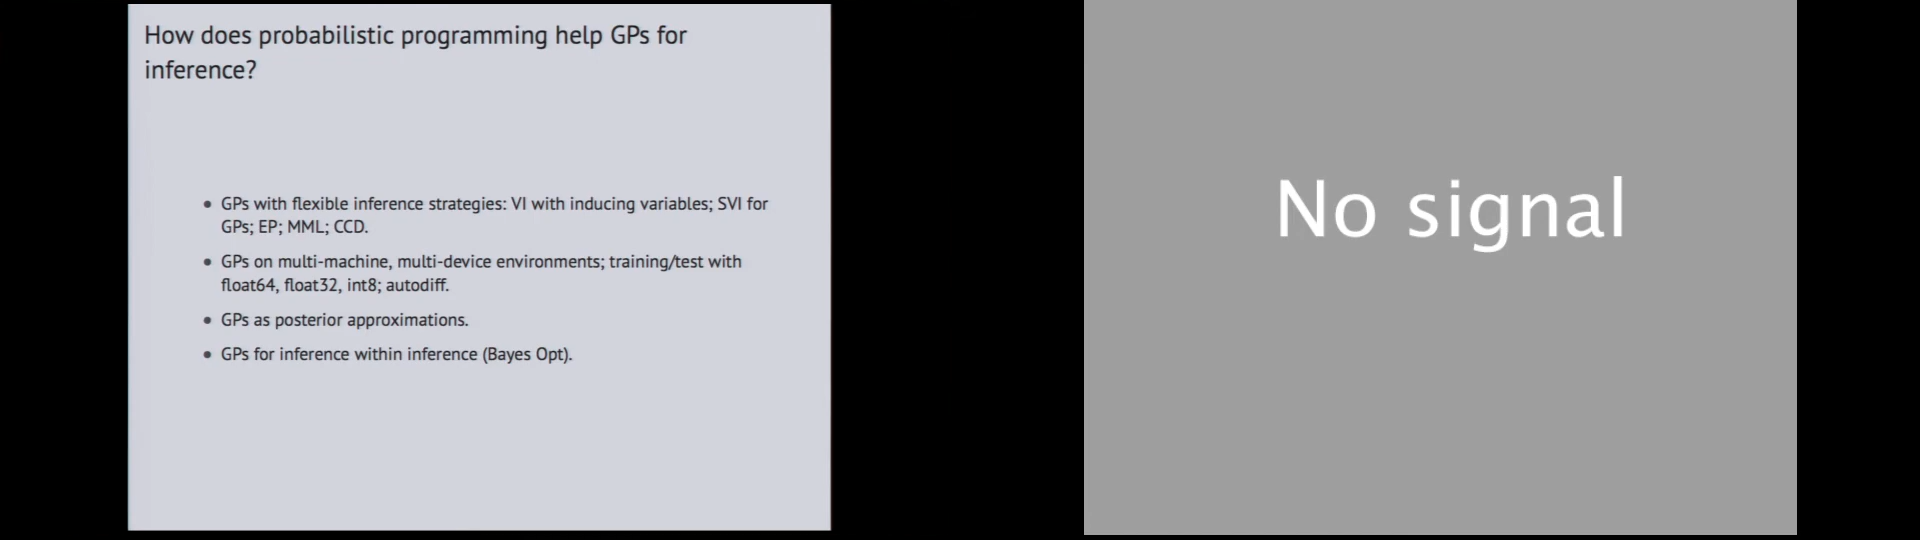 How does probabilistic programming help GPs for
inference?
• GPs with flexible inference strategies: VI with inducing variables; SVI for
GPs; EP; MML; CCD.
• GPs on multi-machine, multi-device environments; training/test with
float64, float32, int8; autodiff.
• GPs as posterior approximations.
• GPs for inference within inference (Bayes Opt).
No signal